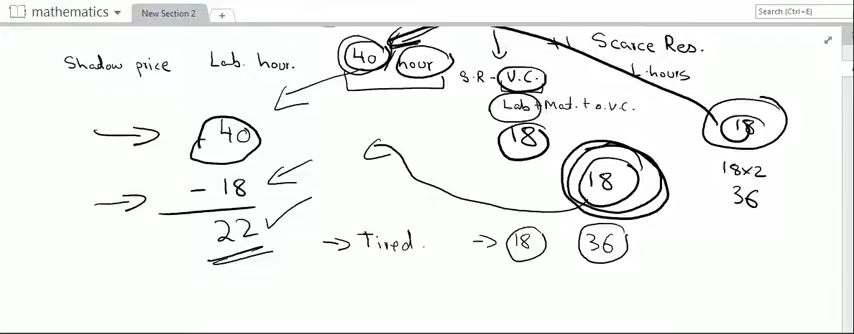 mathematics
New Section 2
Search (Ctrl+E)
Shadow price Lab. hour. 40 / hour +1 Scarce Res.
L. hours
S.R - V.C.
Lab + Mat. + o.V.C.
40 18 18
- 18 18 18x2
36
22
→ Tired. → 18 36